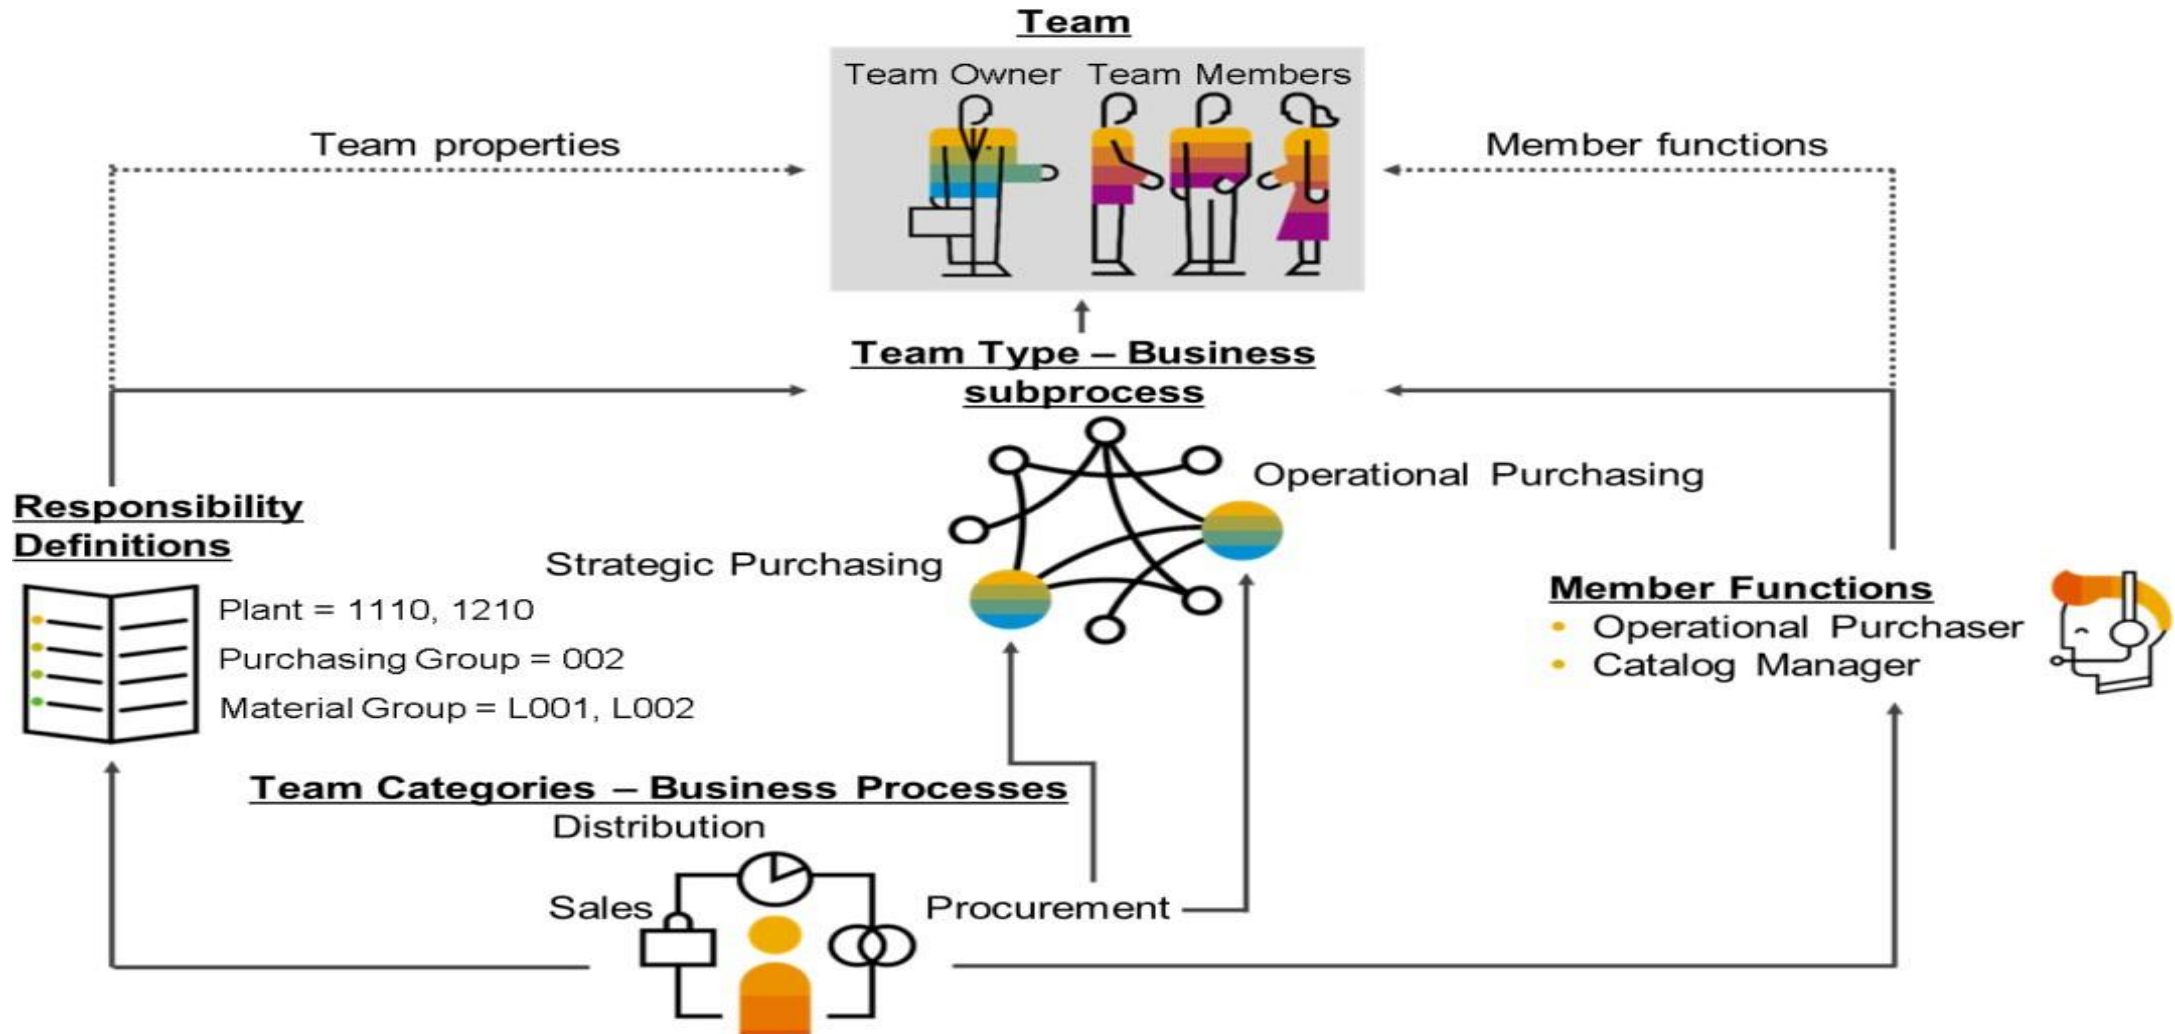 Team
Team Owner Team Members
Team properties
Member functions
Team Type – Business
subprocess
Operational Purchasing
Strategic Purchasing
Responsibility
Definitions
Plant = 1110, 1210
Purchasing Group = 002
Material Group = L001, L002
Member Functions
• Operational Purchaser
• Catalog Manager
Team Categories – Business Processes
Distribution
Sales
Procurement